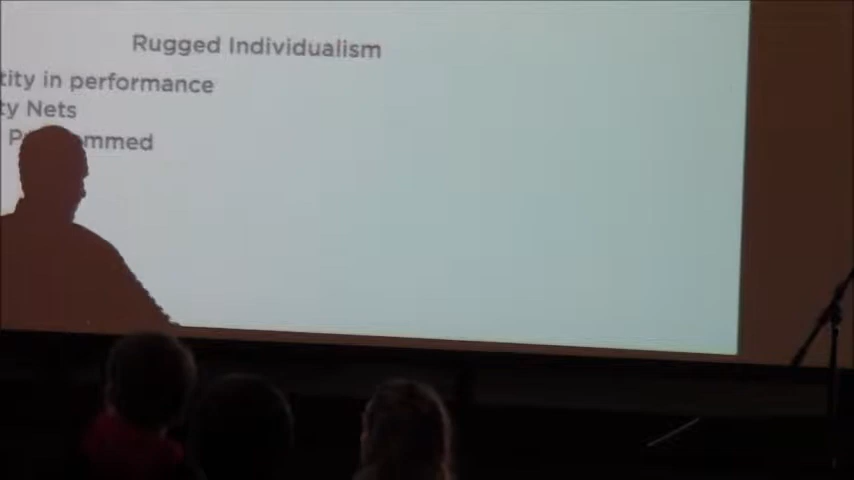 Rugged Individualism
tity in performance
ty Nets
mmed